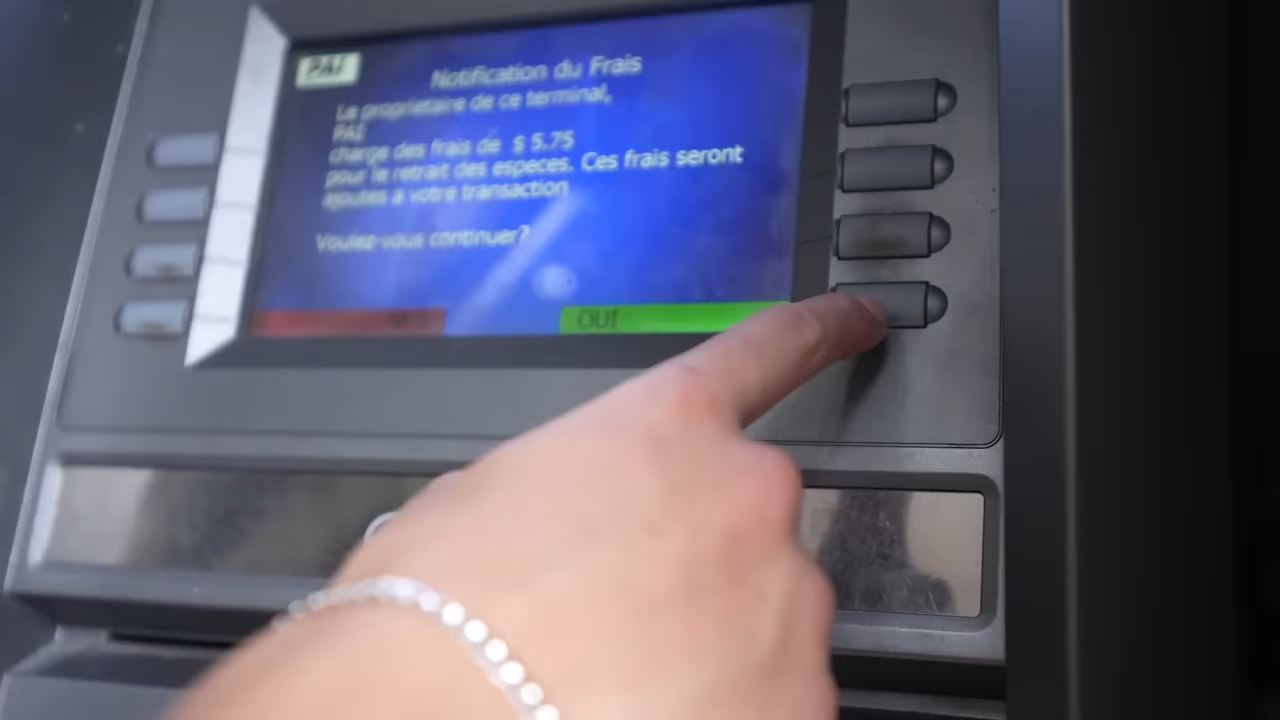 PAI
Notification du Frais
Le proprietaire de ce terminal,
PAI
charge des frais de $ 5.75
pour le retrait des especes. Ces frais seront
ajoutes a votre transaction
Voulez-vous continuer?
OUI